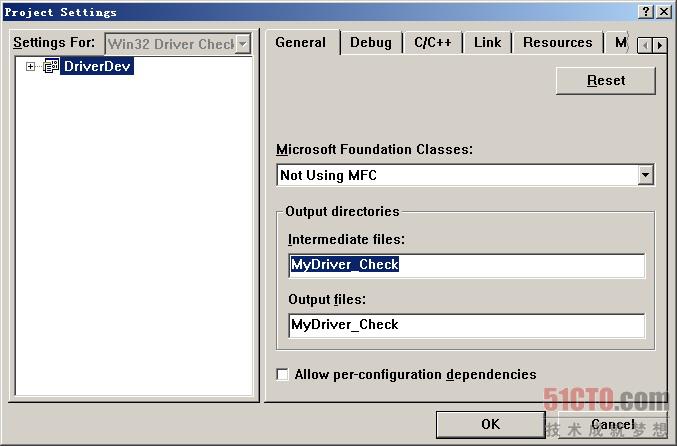 Project Settings
Settings For: Win32 Driver Check
DriverDev
General Debug C/C++ Link Resources M
Reset
Microsoft Foundation Classes:
Not Using MFC
Output directories
Intermediate files:
MyDriver_Check
Output files:
MyDriver_Check
Allow per-configuration dependencies
51CTO.com
OK Cancel
技术成就梦想